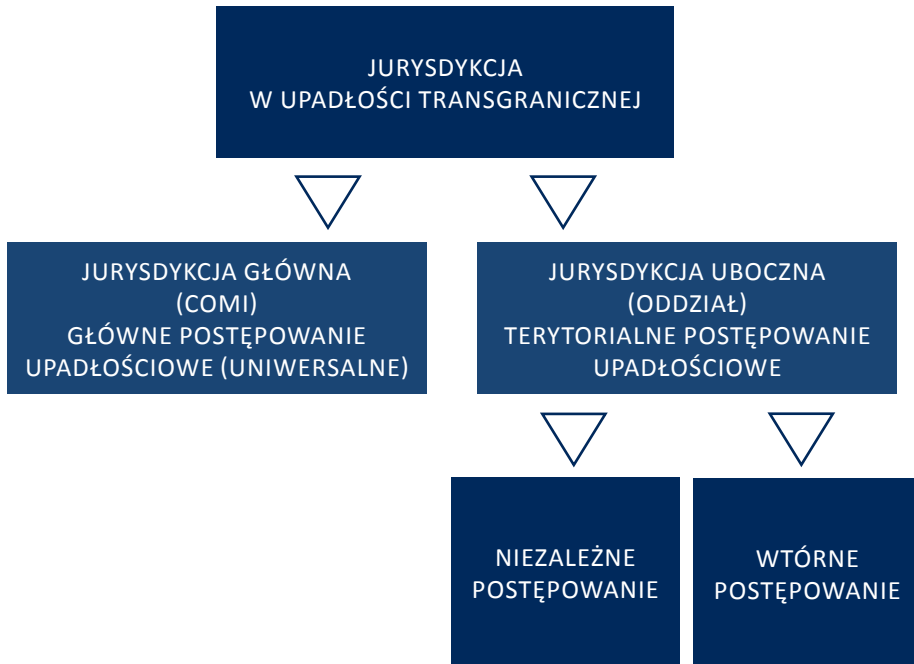 JURYSDYKCJA
W UPADŁOŚCI TRANSGRANICZNEJ
JURYSDYKCJA GŁÓWNA
(COMI)
GŁÓWNE POSTĘPOWANIE
UPADŁOŚCIOWE (UNIWERSALNE)
JURYSDYKCJA UBOCZNA
(ODDZIAŁ)
TERYTORIALNE POSTĘPOWANIE
UPADŁOŚCIOWE
NIEZALEŻNE
POSTĘPOWANIE
WTÓRNE
POSTĘPOWANIE